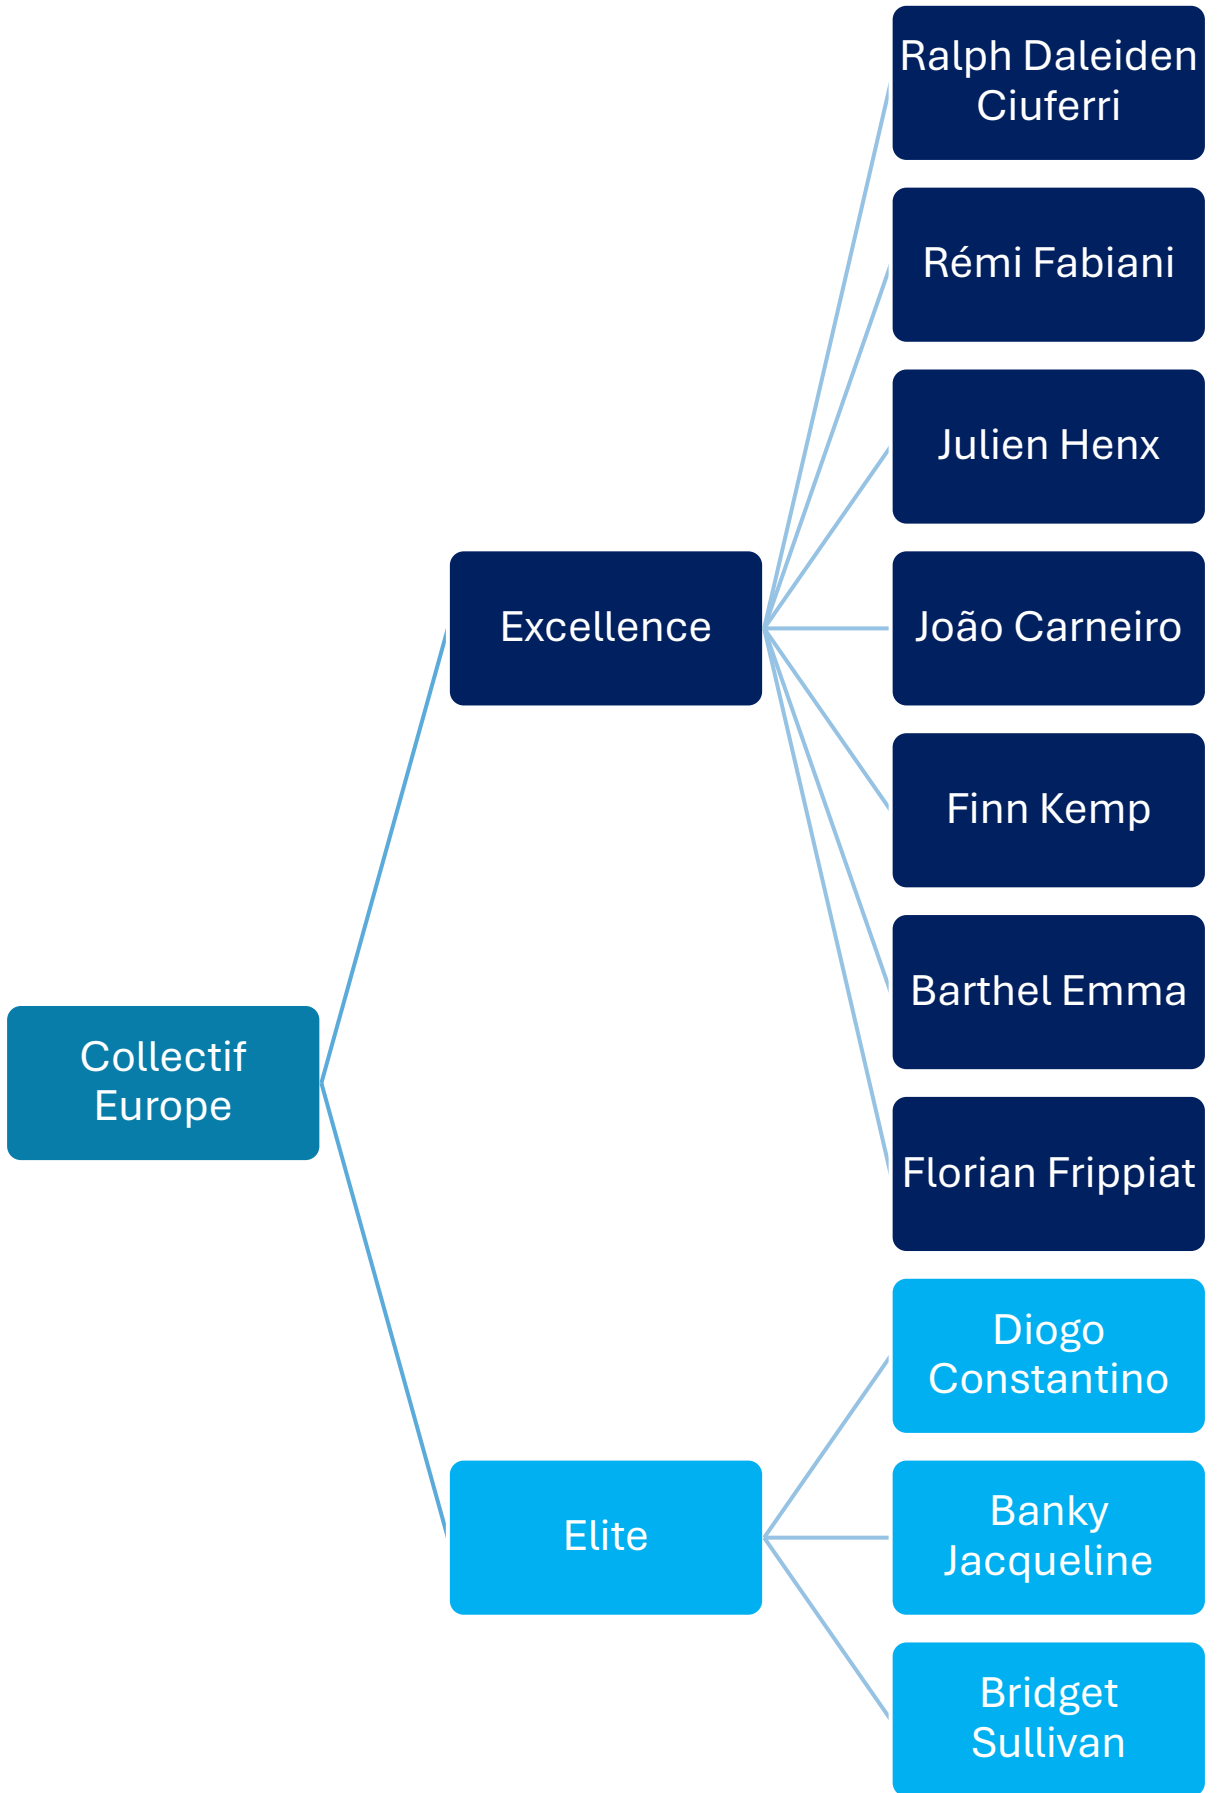 Collectif
Europe
Excellence
Ralph Daleiden
Ciuferri
Rémi Fabiani
Julien Henx
João Carneiro
Finn Kemp
Barthel Emma
Florian Frippiat
Elite
Diogo
Constantino
Banky
Jacqueline
Bridget
Sullivan